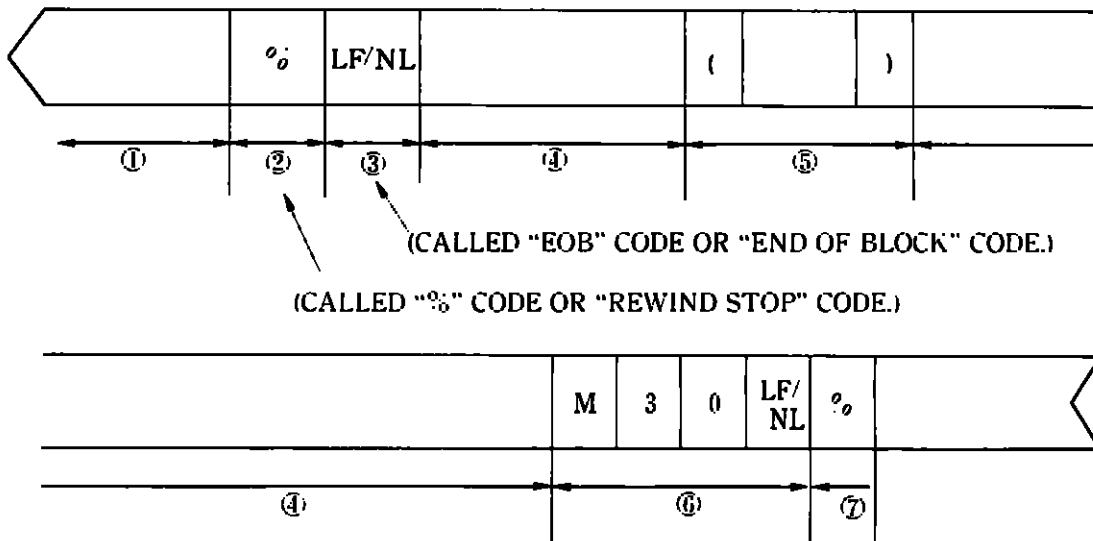 % LF/NL ( )
① ② ③ ④ ⑤
(CALLED “EOB” CODE OR “END OF BLOCK” CODE.)
(CALLED “%” CODE OR “REWIND STOP” CODE.)
M 3 0 LF/NL %
④ ⑥ ⑦